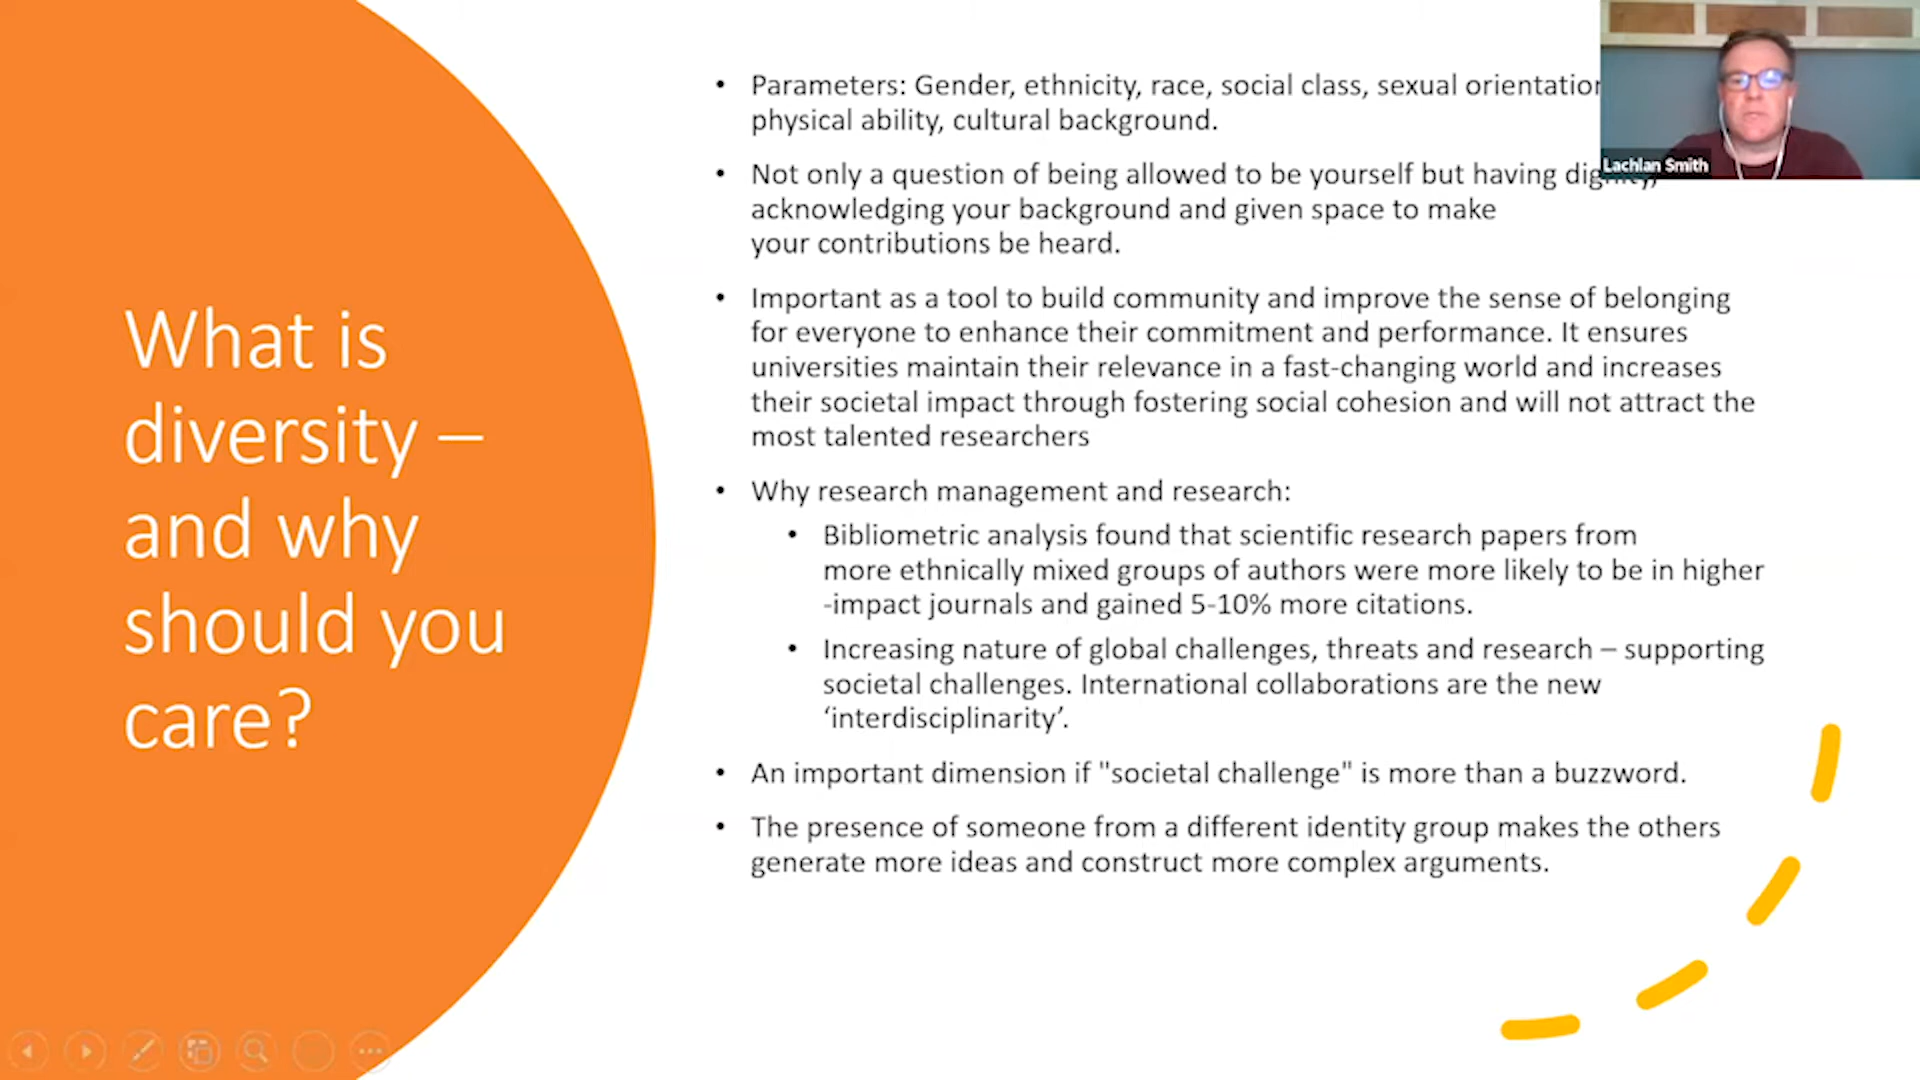 What is
diversity –
and why
should you
care?
• Parameters: Gender, ethnicity, race, social class, sexual orientation
physical ability, cultural background.
• Not only a question of being allowed to be yourself but having
acknowledging your background and given space to make
your contributions be heard.
• Important as a tool to build community and improve the sense of belonging
for everyone to enhance their commitment and performance. It ensures
universities maintain their relevance in a fast-changing world and increases
their societal impact through fostering social cohesion and will not attract the
most talented researchers
• Why research management and research:
• Bibliometric analysis found that scientific research papers from
more ethnically mixed groups of authors were more likely to be in higher
-impact journals and gained 5-10% more citations.
• Increasing nature of global challenges, threats and research – supporting
societal challenges. International collaborations are the new
‘interdisciplinarity’.
• An important dimension if "societal challenge" is more than a buzzword.
• The presence of someone from a different identity group makes the others
generate more ideas and construct more complex arguments.
Lachlan Smith